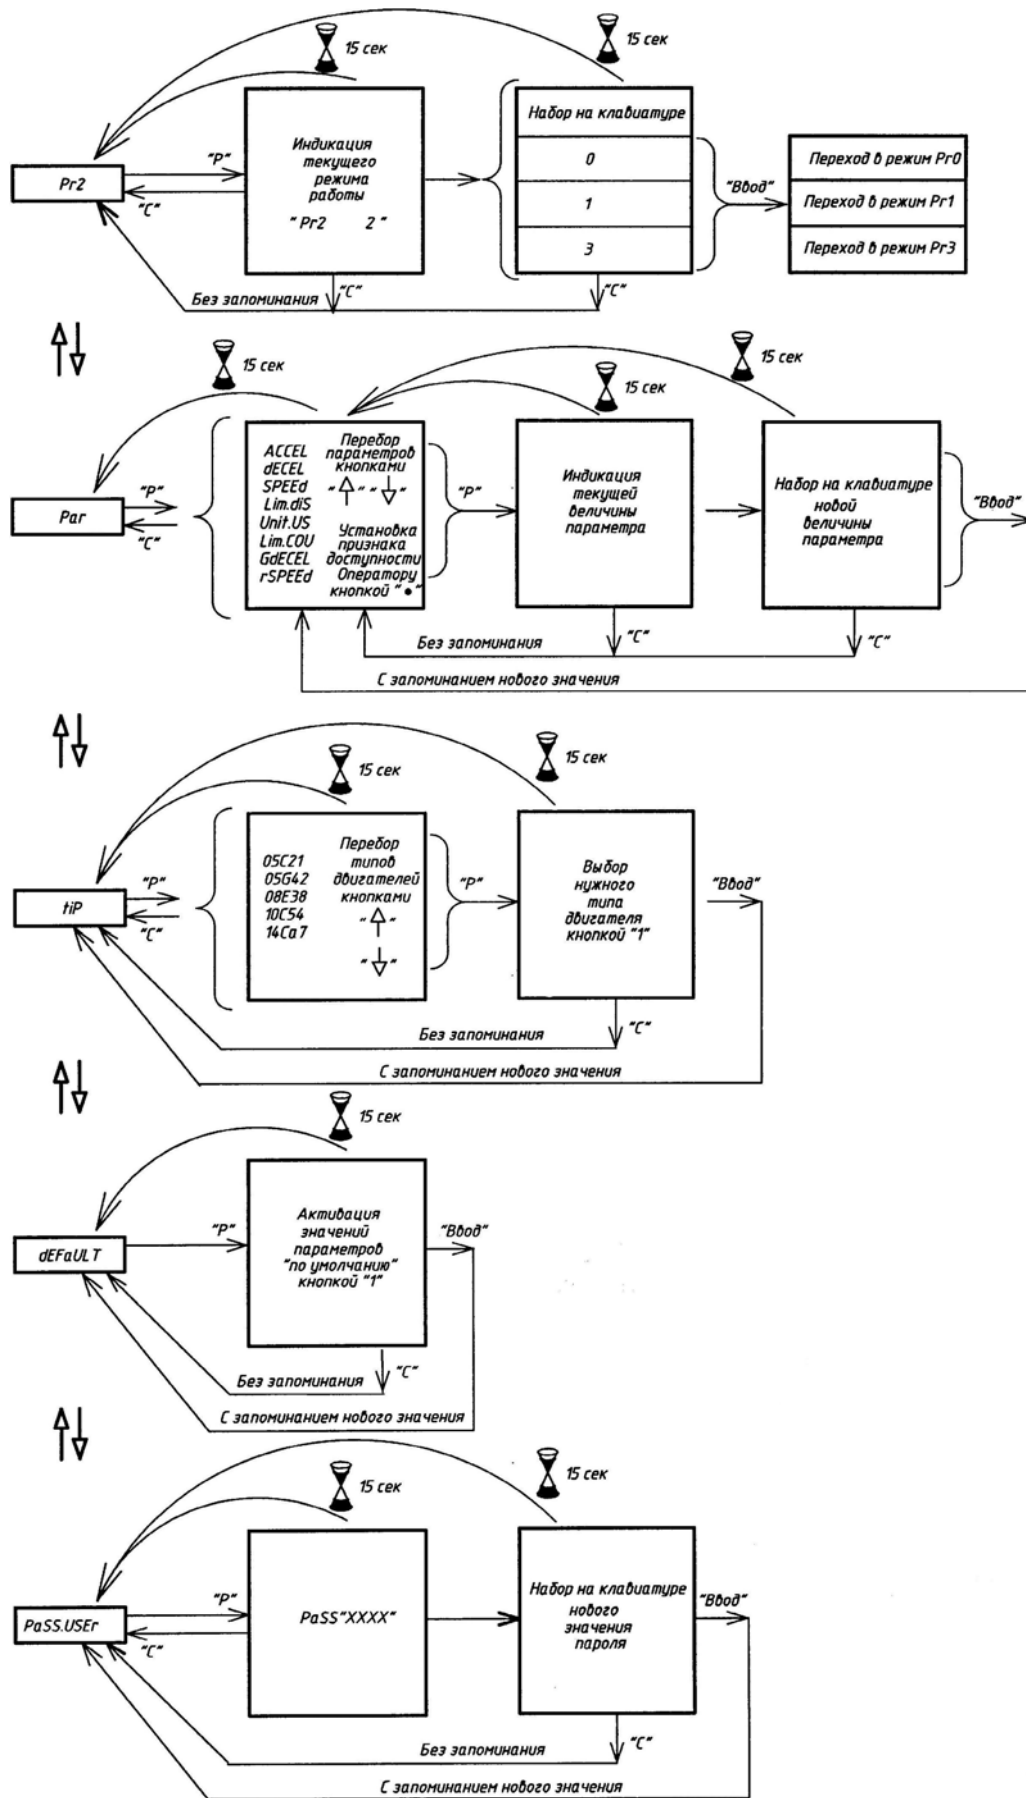 15 сек
15 сек
Pr2
"P"
"C"
Индикация
текущего
режима
работы
"Pr2 2"
Набор на клавиатуре
0
1
3
"Ввод"
Переход в режим Pr0
Переход в режим Pr1
Переход в режим Pr3
Без запоминания
"C"
"C"
15 сек
15 сек
15 сек
Par
"P"
"C"
ACCEL
dECEL
SPEEd
Lim.diS
Unit.US
Lim.COU
GdECEL
rSPEEd
Перебор
параметров
кнопками
" " " "
Установка
признака
доступности
Оператору
кнопкой "•"
"P"
Индикация
текущей
величины
параметра
Набор на клавиатуре
новой
величины
параметра
"Ввод"
Без запоминания
"C"
"C"
С запоминанием нового значения
15 сек
15 сек
tiP
"P"
"C"
05C21
05G42
08E38
10C54
14Ca7
Перебор
типов
двигателей
кнопками
" "
" "
"P"
Выбор
нужного
типа
двигателя
кнопкой "1"
"Ввод"
Без запоминания
"C"
С запоминанием нового значения
15 сек
dEFaULT
"P"
Активация
значений
параметров
"по умолчанию"
кнопкой "1"
"Ввод"
Без запоминания
"C"
С запоминанием нового значения
15 сек
15 сек
PaSS.USEr
"P"
"C"
PaSS"XXXX"
Набор на клавиатуре
нового
значения
пароля
"Ввод"
Без запоминания
"C"
С запоминанием нового значения